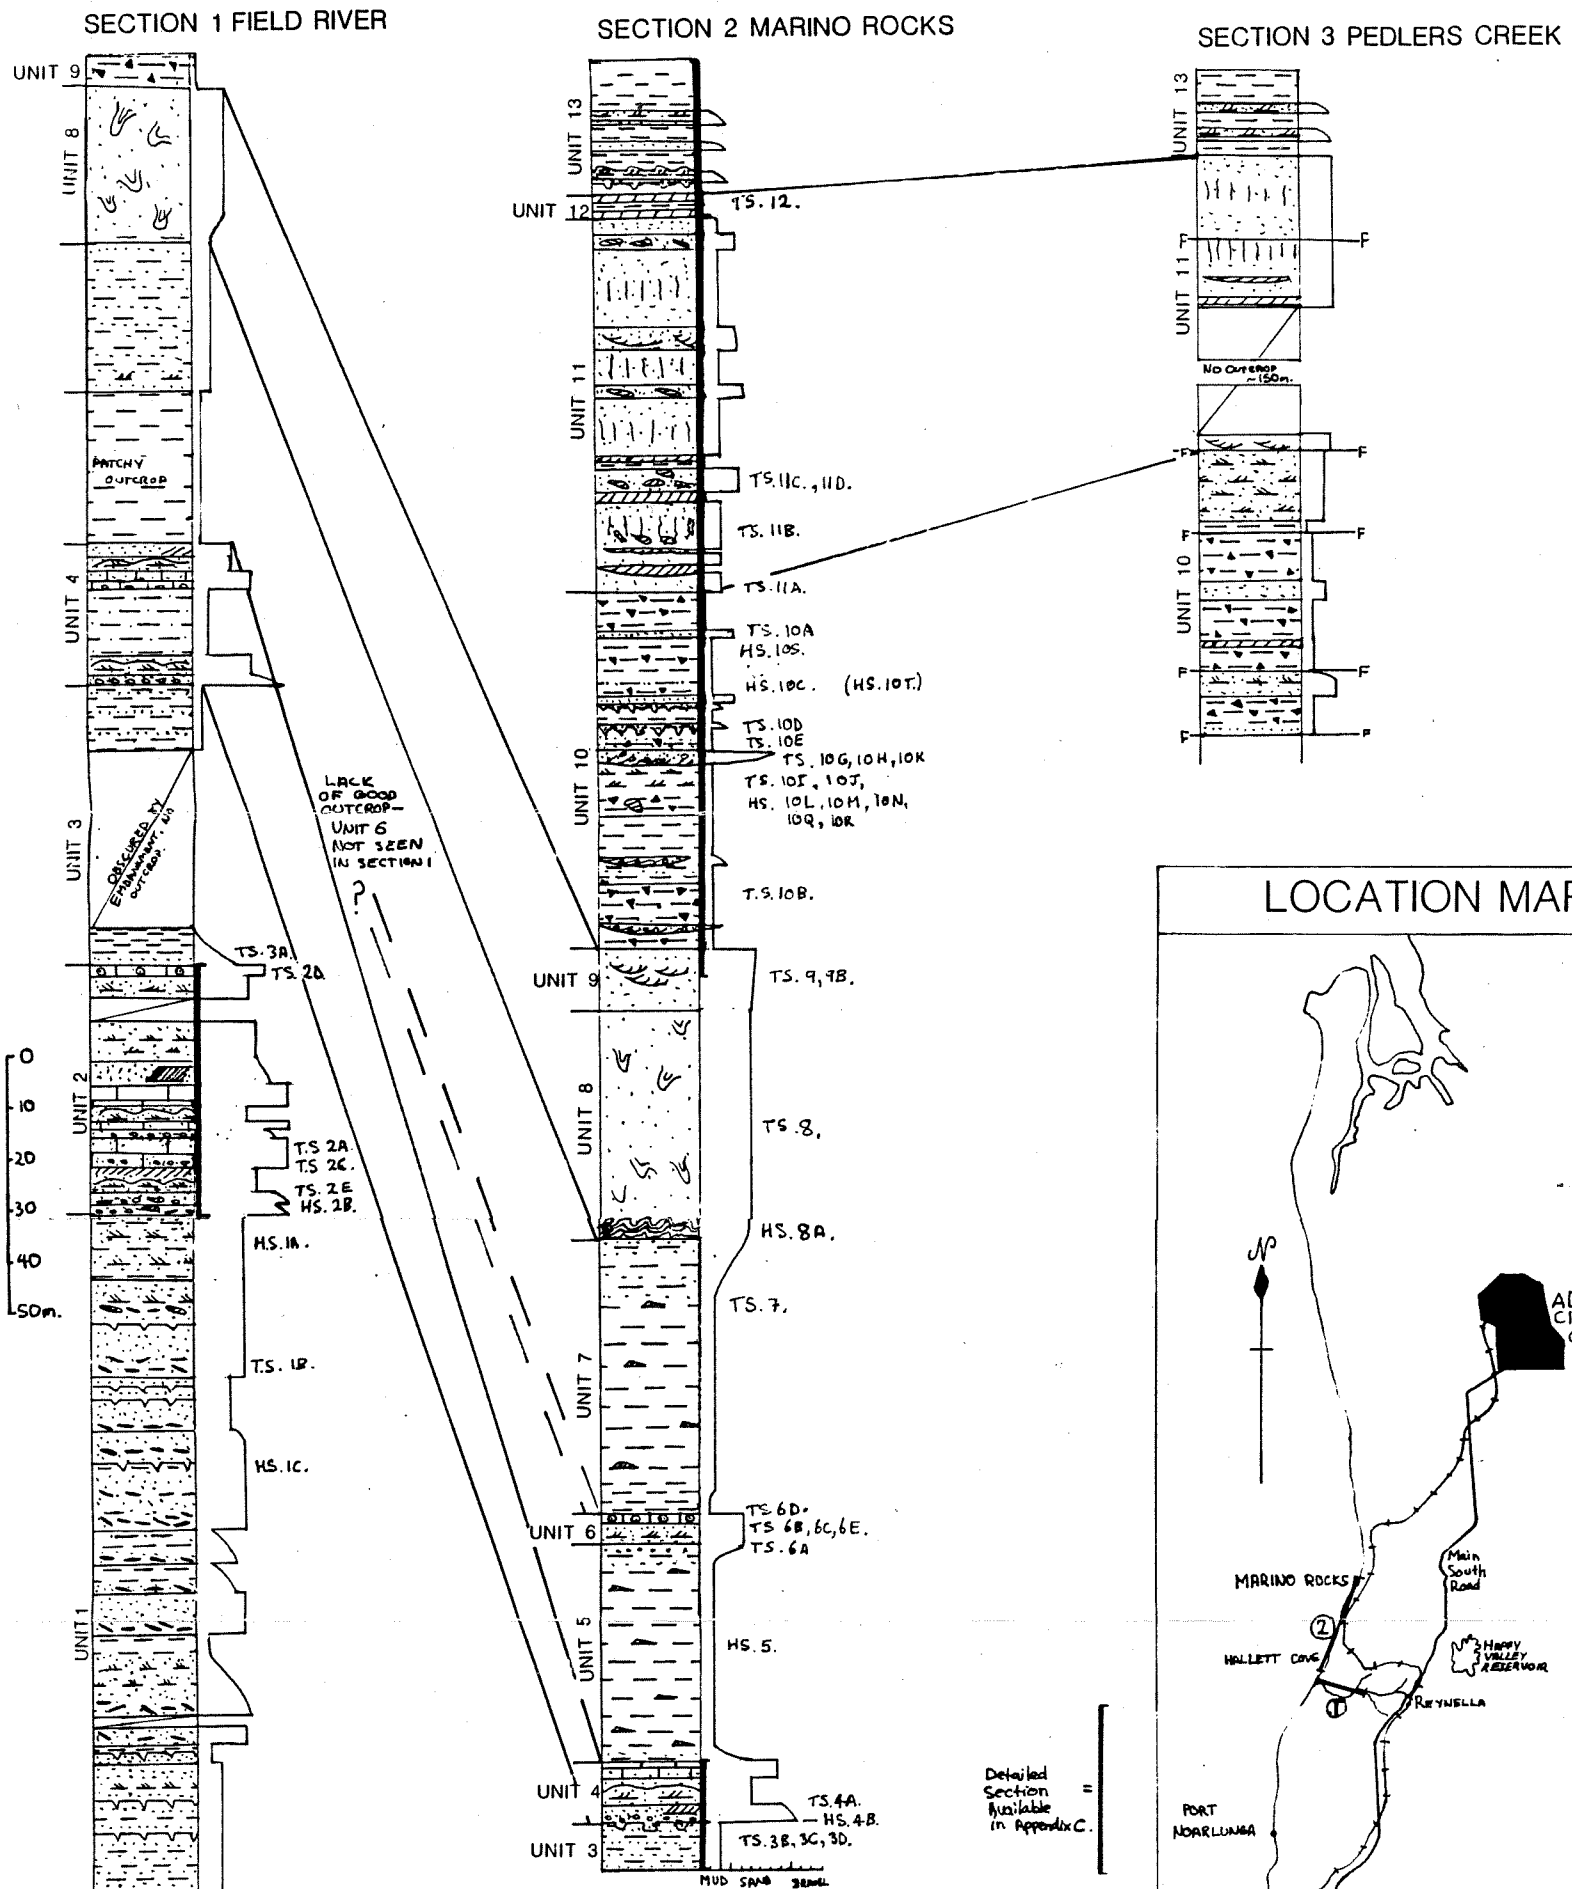 SECTION 1 FIELD RIVER
UNIT 9
UNIT 8
PATCHY
OUTCROP
UNIT 4
UNIT 3
OBSCURED BY
EMBANKMENT, NO
OUTCROP.
TS. 3A.
TS. 2D
UNIT 2
T.S 2A.
T.S 2C.
TS. 2E
HS. 2B.
H.S. 1A.
T.S. 1B.
HS. 1C.
UNIT 1
0
10
20
30
40
50m.
LACK
OF GOOD
OUTCROP-
UNIT 6
NOT SEEN
IN SECTION 1
?
SECTION 2 MARINO ROCKS
UNIT 13
UNIT 12
TS. 12.
UNIT 11
TS. 11C., 11D.
TS. 11B.
TS. 11A.
TS. 10A
HS. 10S.
HS. 10C. (HS. 10T.)
TS. 10D
TS. 10E
TS. 10G, 10H, 10K
TS. 10I, 10J,
HS. 10L, 10M, 10N,
10Q, 10R
UNIT 10
T.S. 10B.
UNIT 9
TS. 9, 9B.
UNIT 8
TS. 8,
HS. 8A.
TS. 7,
UNIT 7
TS 6D.
UNIT 6
TS 6B, 6C, 6E.
TS. 6A
UNIT 5
HS. 5.
UNIT 4
TS. 4A.
HS. 4B.
UNIT 3
TS. 3B, 3C, 3D.
MUD SAND GRAVEL
SECTION 3 PEDLERS CREEK
UNIT 13
F F
UNIT 11
NO OUTCROP
~150m.
F F
F F
UNIT 10
F F
F F
LOCATION MAP
N
MARINO ROCKS
Main
South
Road
2
HALLETT COVE
HAPPY
VALLEY
RESERVOIR
1
REYNELLA
PORT
NOARLUNGA
Detailed
Section =
Available
in Appendix C.